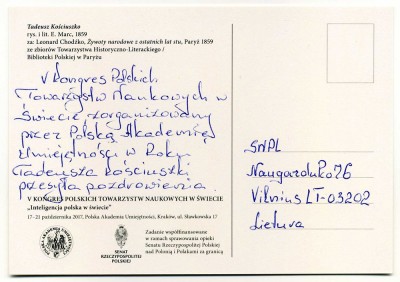 Tadeusz Kościuszko
rys. i lit. E. Marc, 1859
za: Leonard Chodźko, Żywoty narodowe z ostatnich lat stu, Paryż 1859
ze zbiorów Towarzystwa Historyczno-Literackiego /
Biblioteki Polskiej w Paryżu
V Kongres Polskich
Towarzystw Naukowych w
Świecie zorganizowany
przez Polską Akademię
Umiejętności w Roku
Tadeusza Kościuszki
przesyła pozdrowienia.
V KONGRES POLSKICH TOWARZYSTW NAUKOWYCH W ŚWIECIE
„Inteligencja polska w świecie”
17–21 października 2017, Polska Akademia Umiejętności, Kraków, ul. Sławkowska 17
SENAT
RZECZYPOSPOLITEJ
POLSKIEJ
Zadanie współfinansowane
w ramach sprawowania opieki
Senatu Rzeczypospolitej Polskiej
nad Polonią i Polakami za granicą
SNPL
Naugarduko 76
Vilnius LT-03202
Lietuva